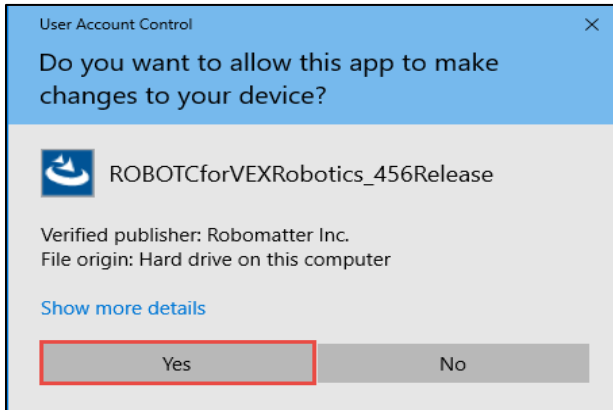 User Account Control
Do you want to allow this app to make
changes to your device?
ROBOTCforVEXRobotics_456Release
Verified publisher: Robomatter Inc.
File origin: Hard drive on this computer
Show more details
Yes
No